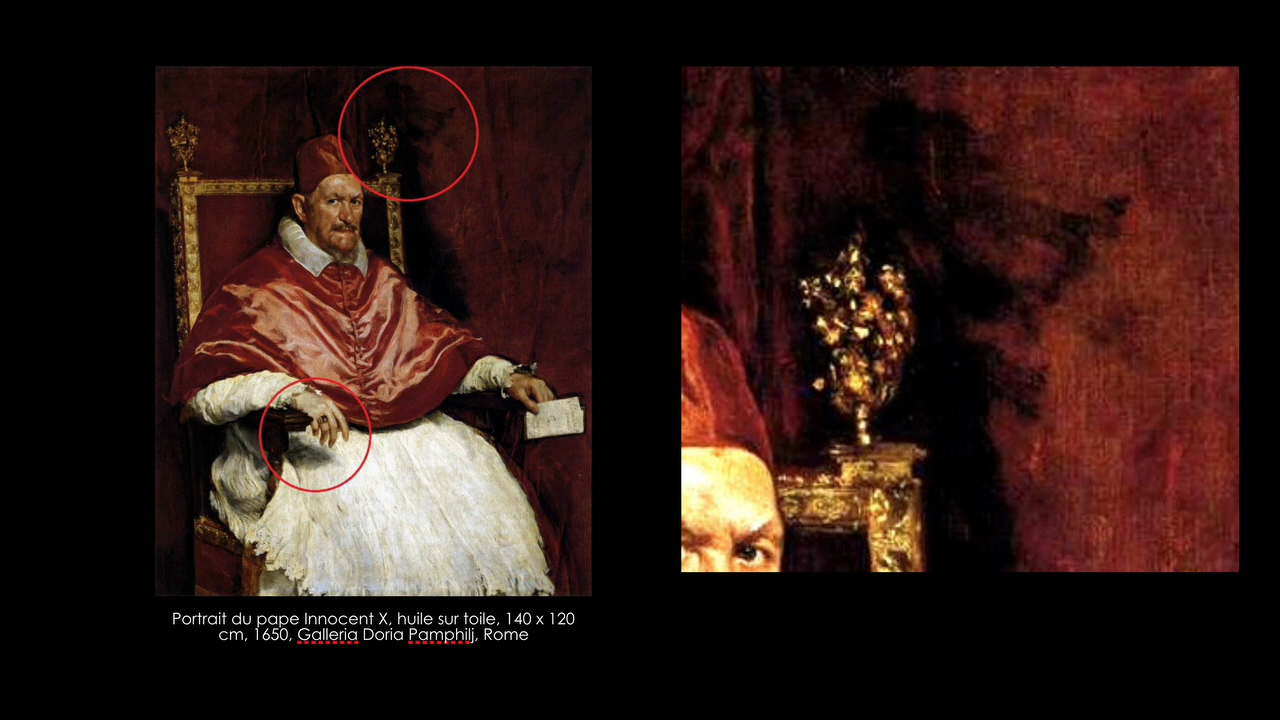 Portrait du pape Innocent X, huile sur toile, 140 x 120
cm, 1650, Galleria Doria Pamphilj, Rome